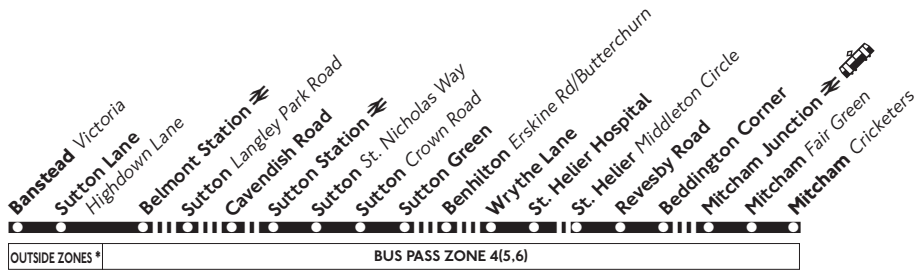 Banstead Victoria
Sutton Lane
Highdown Lane
Belmont Station
Sutton Langley Park Road
Cavendish Road
Sutton Station
Sutton St. Nicholas Way
Sutton Crown Road
Sutton Green
Benhilton Erskine Rd/Butterchurn
Wrythe Lane
St. Helier Hospital
St. Helier Middleton Circle
Revesby Road
Beddington Corner
Mitcham Junction
Mitcham Fair Green
Mitcham Cricketers
OUTSIDE ZONES *
BUS PASS ZONE 4(5,6)